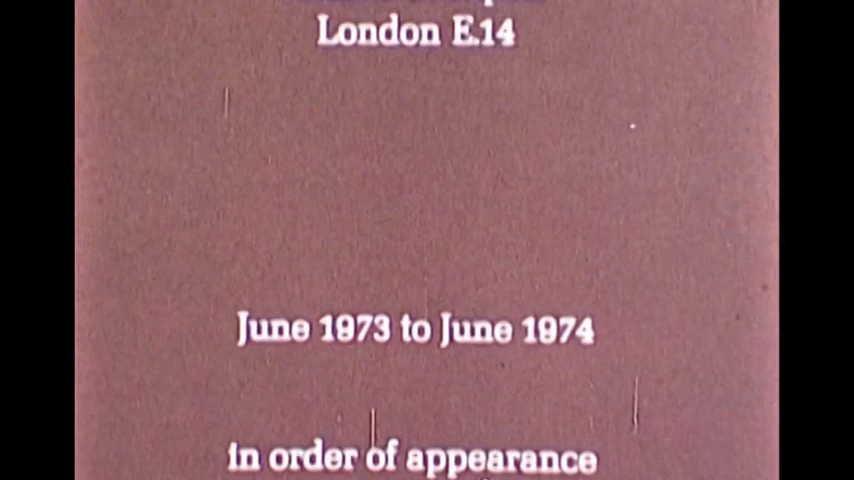 London E.14
June 1973 to June 1974
in order of appearance